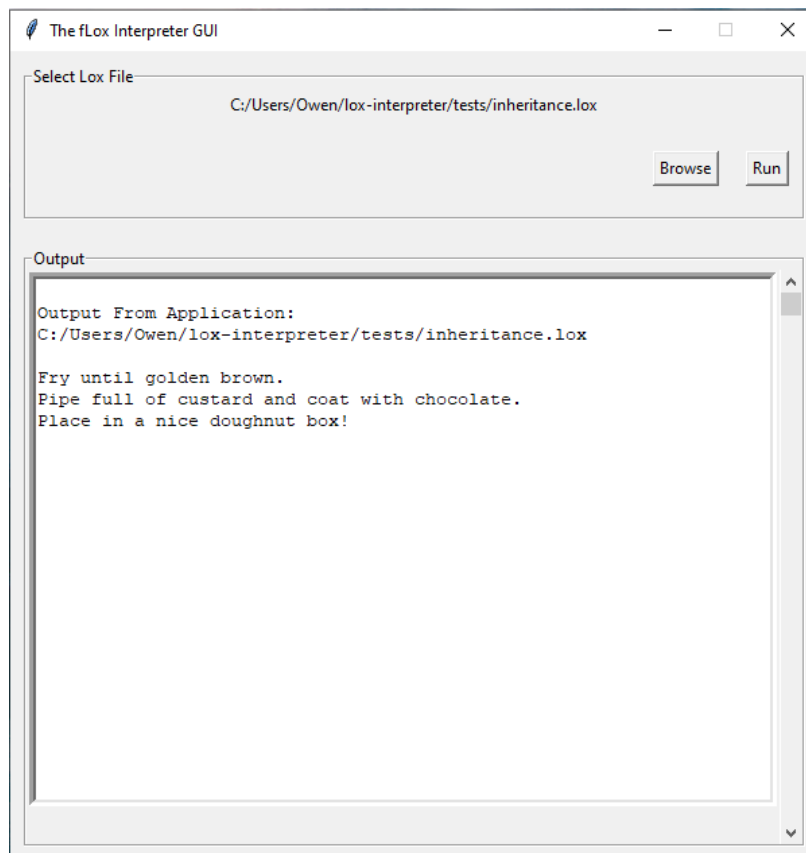 The fLox Interpreter GUI
Select Lox File
C:/Users/Owen/lox-interpreter/tests/inheritance.lox
Browse Run
Output
Output From Application:
C:/Users/Owen/lox-interpreter/tests/inheritance.lox
Fry until golden brown.
Pipe full of custard and coat with chocolate.
Place in a nice doughnut box!